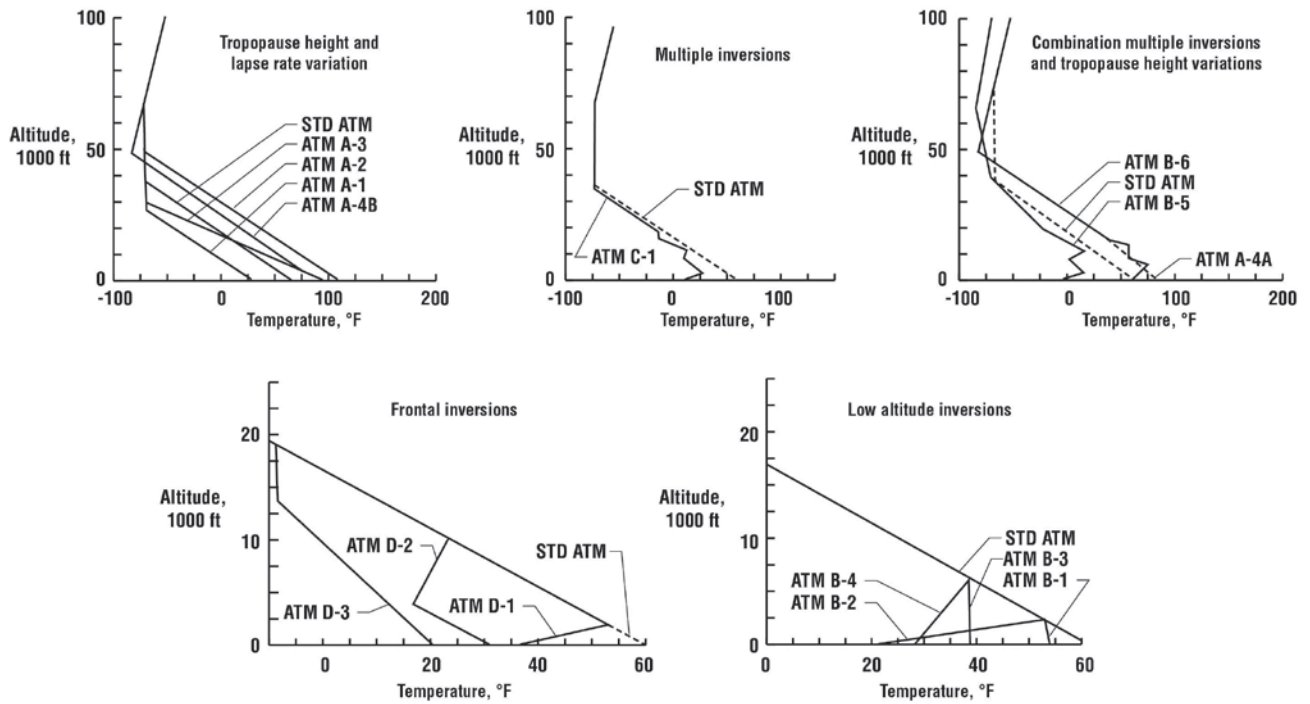 100
50
0
Altitude,
1000 ft
Tropopause height and
lapse rate variation
STD ATM
ATM A-3
ATM A-2
ATM A-1
ATM A-4B
-100
0
100
200
Temperature, °F
100
50
0
Altitude,
1000 ft
Multiple inversions
STD ATM
ATM C-1
-100
0
100
Temperature, °F
100
50
0
Altitude,
1000 ft
Combination multiple inversions
and tropopause height variations
ATM B-6
STD ATM
ATM B-5
ATM A-4A
-100
0
100
200
Temperature, °F
20
10
0
Altitude,
1000 ft
Frontal inversions
ATM D-2
STD ATM
ATM D-3
ATM D-1
0
20
40
60
Temperature, °F
20
10
0
Altitude,
1000 ft
Low altitude inversions
STD ATM
ATM B-3
ATM B-1
ATM B-4
ATM B-2
0
20
40
60
Temperature, °F